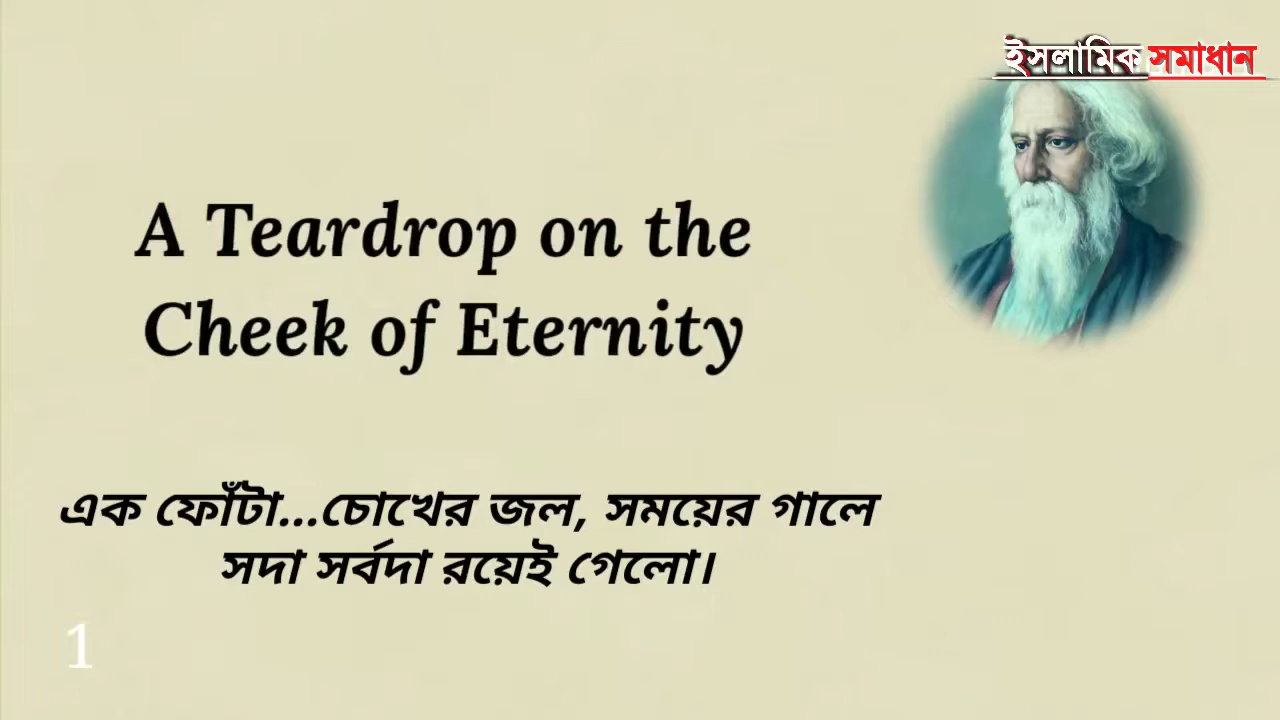 ইসলামিক সমাধান
A Teardrop on the
Cheek of Eternity
এক ফোঁটা...চোখের জল, সময়ের গালে
সদা সর্বদা রয়েই গেলো।
1